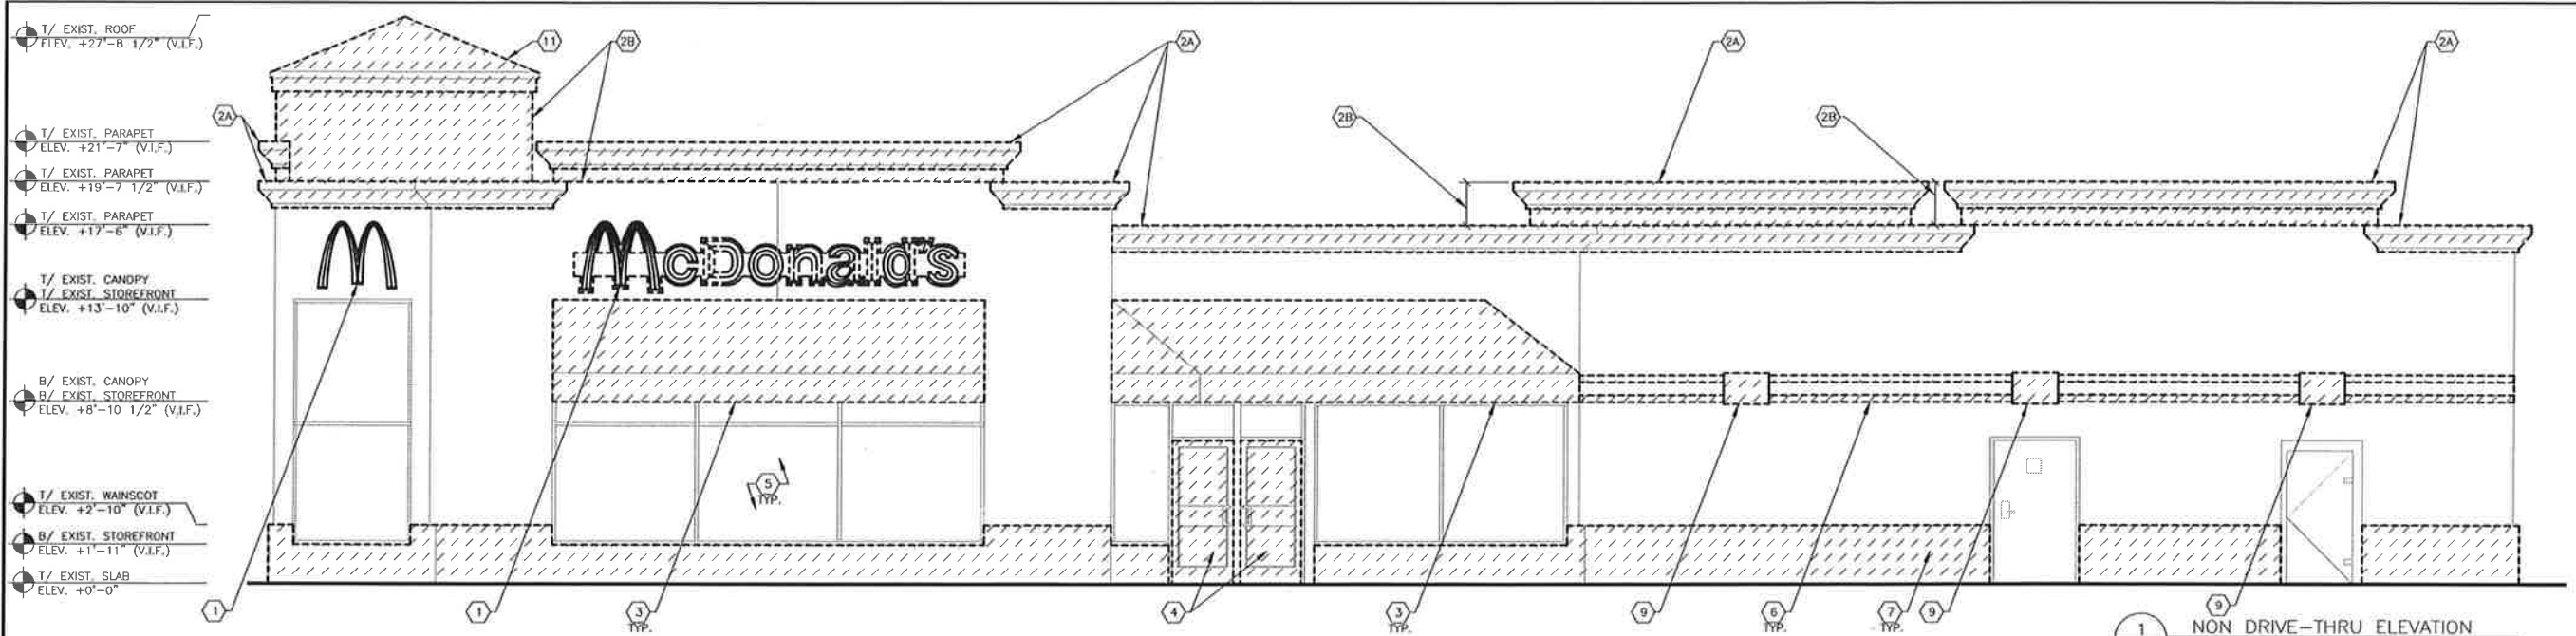 T/ EXIST. ROOF
ELEV. +27'-8 1/2" (V.I.F.)
11
2B
2A
2A
2A
2A
2B
2B
T/ EXIST. PARAPET
ELEV. +21'-7" (V.I.F.)
T/ EXIST. PARAPET
ELEV. +19'-7 1/2" (V.I.F.)
T/ EXIST. PARAPET
ELEV. +17'-6" (V.I.F.)
M
McDonald's
T/ EXIST. CANOPY
T/ EXIST. STOREFRONT
ELEV. +13'-10" (V.I.F.)
B/ EXIST. CANOPY
B/ EXIST. STOREFRONT
ELEV. +8'-10 1/2" (V.I.F.)
5
TYP.
T/ EXIST. WAINSCOT
ELEV. +2'-10" (V.I.F.)
B/ EXIST. STOREFRONT
ELEV. +1'-11" (V.I.F.)
T/ EXIST. SLAB
ELEV. +0'-0"
1
1
3
TYP.
4
3
TYP.
9
6
TYP.
7
TYP.
9
9
1
NON DRIVE-THRU ELEVATION